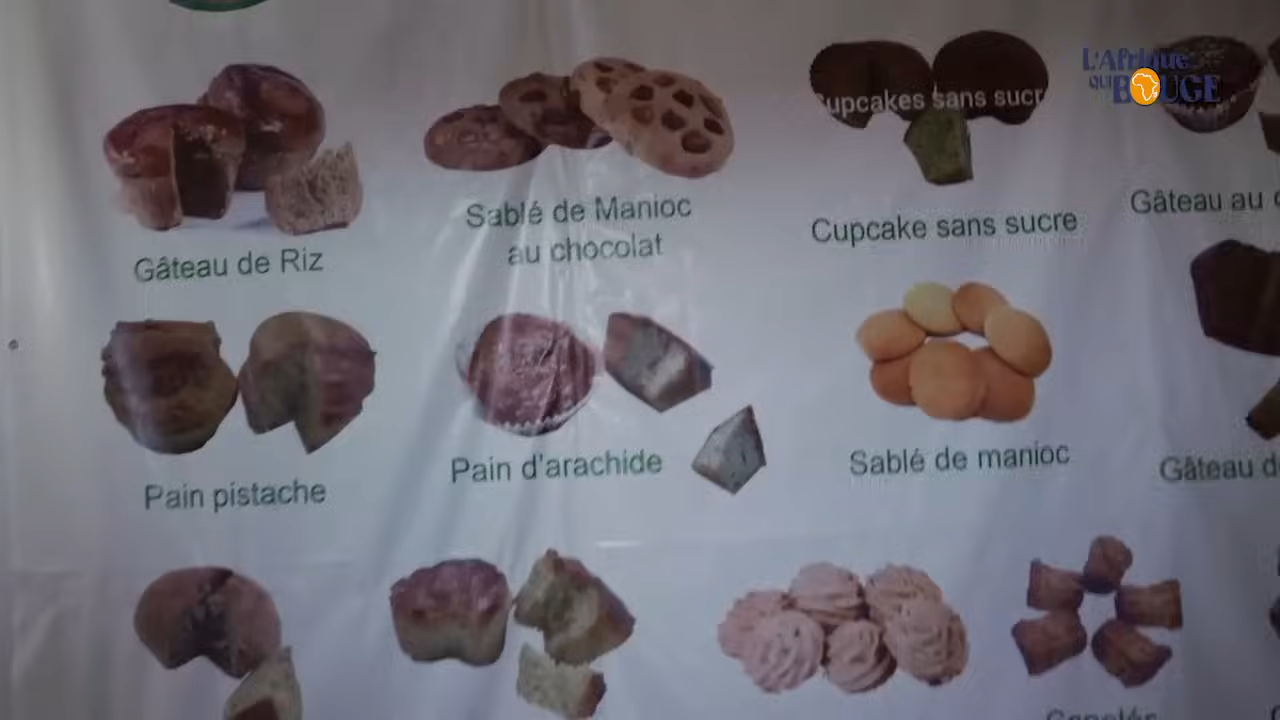 L'Afrique
QUI BOUGE
Cupcakes sans sucr
Gâteau de Riz
Sablé de Manioc
au chocolat
Cupcake sans sucre
Gâteau au
Pain pistache
Pain d'arachide
Sablé de manioc
Gâteau d